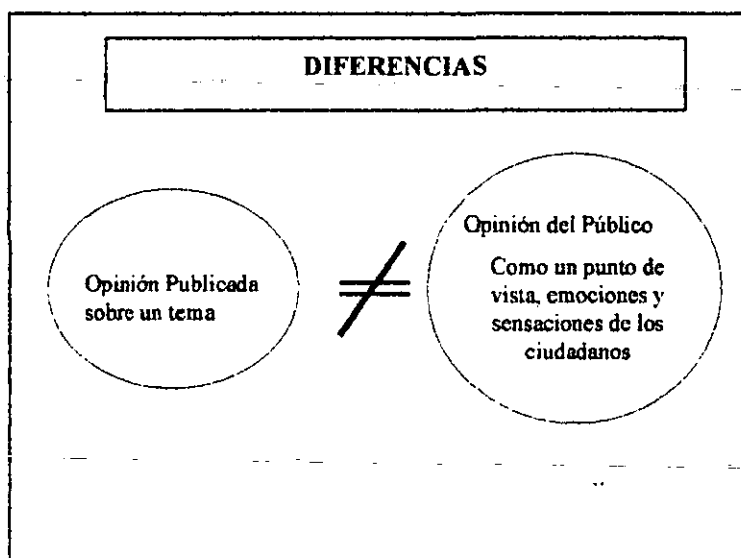 DIFERENCIAS
Opinión Publicada
sobre un tema
≠
Opinión del Público
Como un punto de
vista, emociones y
sensaciones de los
ciudadanos